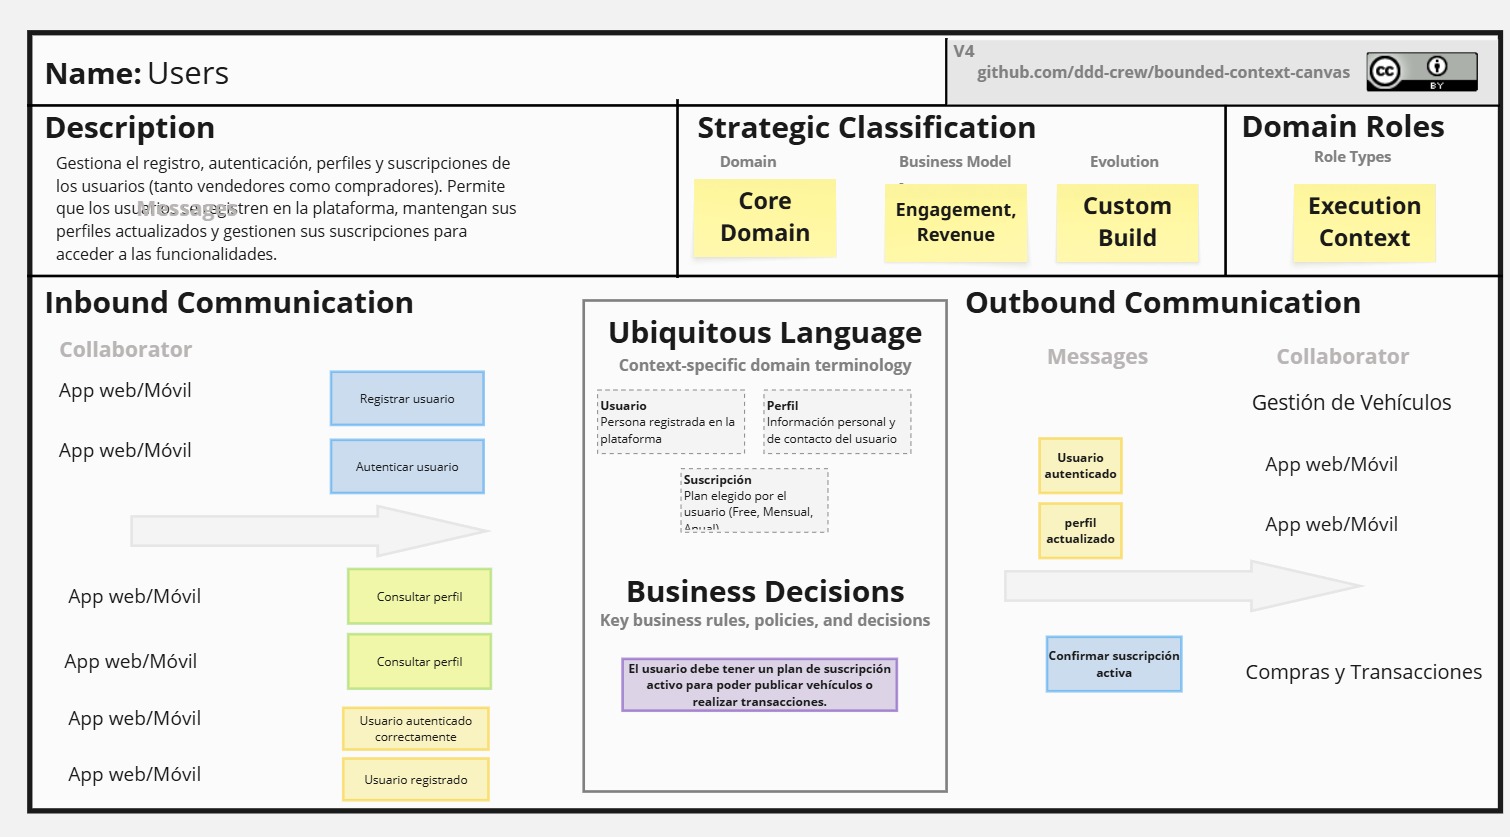 Name: Users
V4
github.com/ddd-crew/bounded-context-canvas
cc
BY
Description
Gestiona el registro, autenticación, perfiles y suscripciones de
los usuarios (tanto vendedores como compradores). Permite
que los usuarios se registren en la plataforma, mantengan sus
perfiles actualizados y gestionen sus suscripciones para
acceder a las funcionalidades.
Messages
Strategic Classification
Domain
Core
Domain
Business Model
Engagement,
Revenue
Evolution
Custom
Build
Domain Roles
Role Types
Execution
Context
Inbound Communication
Collaborator
App web/Móvil
Registrar usuario
App web/Móvil
Autenticar usuario
App web/Móvil
Consultar perfil
App web/Móvil
Consultar perfil
App web/Móvil
Usuario autenticado
correctamente
App web/Móvil
Usuario registrado
Ubiquitous Language
Context-specific domain terminology
Usuario
Persona registrada en la
plataforma
Perfil
Información personal y
de contacto del usuario
Suscripción
Plan elegido por el
usuario (Free, Mensual,
Anual)
Business Decisions
Key business rules, policies, and decisions
El usuario debe tener un plan de suscripción
activo para poder publicar vehículos o
realizar transacciones.
Outbound Communication
Messages
Collaborator
Gestión de Vehículos
Usuario
autenticado
App web/Móvil
perfil
actualizado
App web/Móvil
Confirmar suscripción
activa
Compras y Transacciones